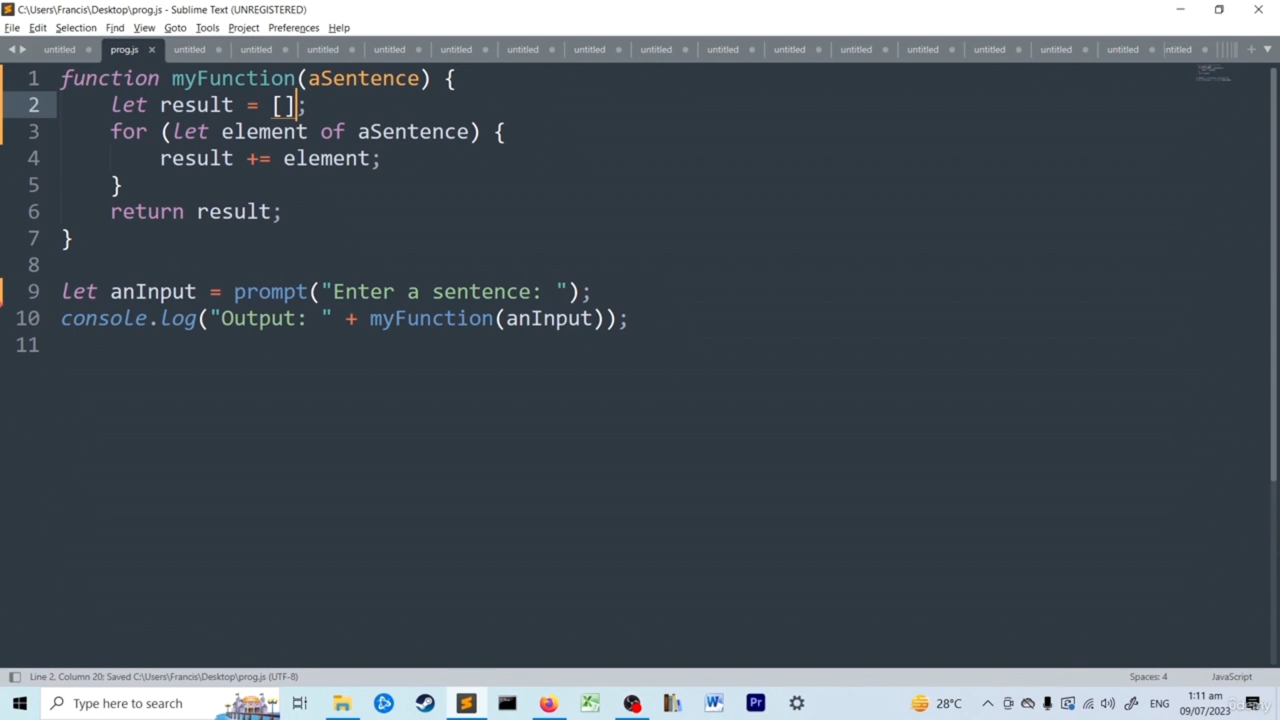 C:\Users\Francis\Desktop\prog.js - Sublime Text (UNREGISTERED)
File Edit Selection Find View Goto Tools Project Preferences Help
untitled prog.js untitled untitled untitled untitled untitled untitled untitled untitled untitled untitled untitled untitled untitled untitled untitled ntitled
1 function myFunction(aSentence) {
2 let result = [];
3 for (let element of aSentence) {
4 result += element;
5 }
6 return result;
7 }
8
9 let anInput = prompt("Enter a sentence: ");
10 console.log("Output: " + myFunction(anInput));
11
Line 2, Column 20: Saved C:\Users\Francis\Desktop\prog.js (UTF-8) Spaces: 4 JavaScript
Type here to search 28°C ENG 1:11 am
09/07/2023